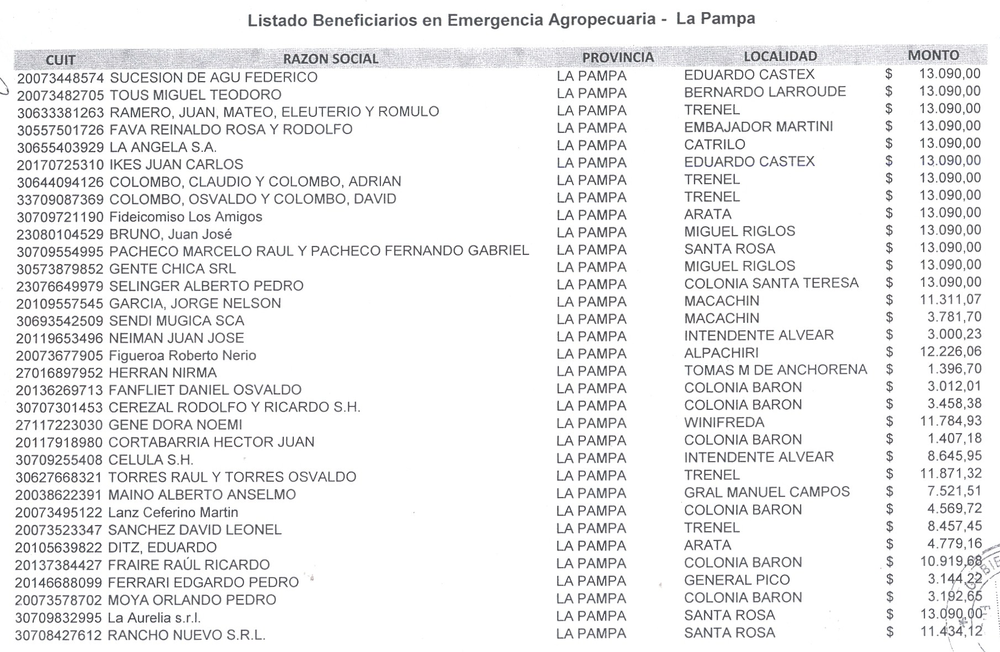 Listado Beneficiarios en Emergencia Agropecuaria - La Pampa
CUIT RAZON SOCIAL PROVINCIA LOCALIDAD MONTO
20073448574 SUCESION DE AGU FEDERICO LA PAMPA EDUARDO CASTEX $ 13.090,00
20073482705 TOUS MIGUEL TEODORO LA PAMPA BERNARDO LARROUDE $ 13.090,00
30633381263 RAMERO, JUAN, MATEO, ELEUTERIO Y ROMULO LA PAMPA TRENEL $ 13.090,00
30557501726 FAVA REINALDO ROSA Y RODOLFO LA PAMPA EMBAJADOR MARTINI $ 13.090,00
30655403929 LA ANGELA S.A. LA PAMPA CATRILO $ 13.090,00
20170725310 IKES JUAN CARLOS LA PAMPA EDUARDO CASTEX $ 13.090,00
30644094126 COLOMBO, CLAUDIO Y COLOMBO, ADRIAN LA PAMPA TRENEL $ 13.090,00
33709087369 COLOMBO, OSVALDO Y COLOMBO, DAVID LA PAMPA TRENEL $ 13.090,00
30709721190 Fideicomiso Los Amigos LA PAMPA ARATA $ 13.090,00
23080104529 BRUNO, Juan José LA PAMPA MIGUEL RIGLOS $ 13.090,00
30709554995 PACHECO MARCELO RAUL Y PACHECO FERNANDO GABRIEL LA PAMPA SANTA ROSA $ 13.090,00
30573879852 GENTE CHICA SRL LA PAMPA MIGUEL RIGLOS $ 13.090,00
23076649979 SELINGER ALBERTO PEDRO LA PAMPA COLONIA SANTA TERESA $ 13.090,00
20109557545 GARCIA, JORGE NELSON LA PAMPA MACACHIN $ 11.311,07
30693542509 SENDI MUGICA SCA LA PAMPA MACACHIN $ 3.781,70
20119653496 NEIMAN JUAN JOSE LA PAMPA INTENDENTE ALVEAR $ 3.000,23
20073677905 Figueroa Roberto Nerio LA PAMPA ALPACHIRI $ 12.226,06
27016897952 HERRAN NIRMA LA PAMPA TOMAS M DE ANCHORENA $ 1.396,70
20136269713 FANFLIET DANIEL OSVALDO LA PAMPA COLONIA BARON $ 3.012,01
30707301453 CEREZAL RODOLFO Y RICARDO S.H. LA PAMPA COLONIA BARON $ 3.458,38
27117223030 GENE DORA NOEMI LA PAMPA WINIFREDA $ 11.784,93
20117918980 CORTABARRIA HECTOR JUAN LA PAMPA COLONIA BARON $ 1.407,18
30709255408 CELULA S.H. LA PAMPA INTENDENTE ALVEAR $ 8.645,95
30627668321 TORRES RAUL Y TORRES OSVALDO LA PAMPA TRENEL $ 11.871,32
20038622391 MAINO ALBERTO ANSELMO LA PAMPA GRAL MANUEL CAMPOS $ 7.521,51
20073495122 Lanz Ceferino Martin LA PAMPA COLONIA BARON $ 4.569,72
20073523347 SANCHEZ DAVID LEONEL LA PAMPA TRENEL $ 8.457,45
20105639822 DITZ, EDUARDO LA PAMPA ARATA $ 4.779,16
20137384427 FRAIRE RAÚL RICARDO LA PAMPA COLONIA BARON $ 10.919,68
20146688099 FERRARI EDGARDO PEDRO LA PAMPA GENERAL PICO $ 3.144,22
20073578702 MOYA ORLANDO PEDRO LA PAMPA COLONIA BARON $ 3.192,65
30709832995 La Aurelia s.r.l. LA PAMPA SANTA ROSA $ 13.090,00
30708427612 RANCHO NUEVO S.R.L. LA PAMPA SANTA ROSA $ 11.434,12